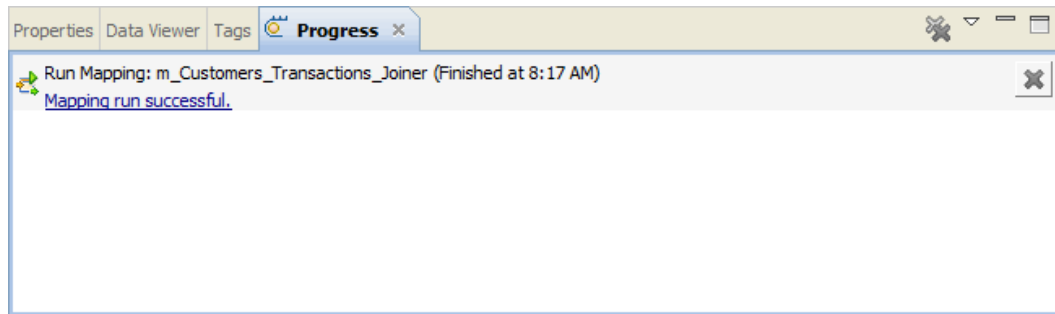 Properties Data Viewer Tags Progress
Run Mapping: m_Customers_Transactions_Joiner (Finished at 8:17 AM)
Mapping run successful.